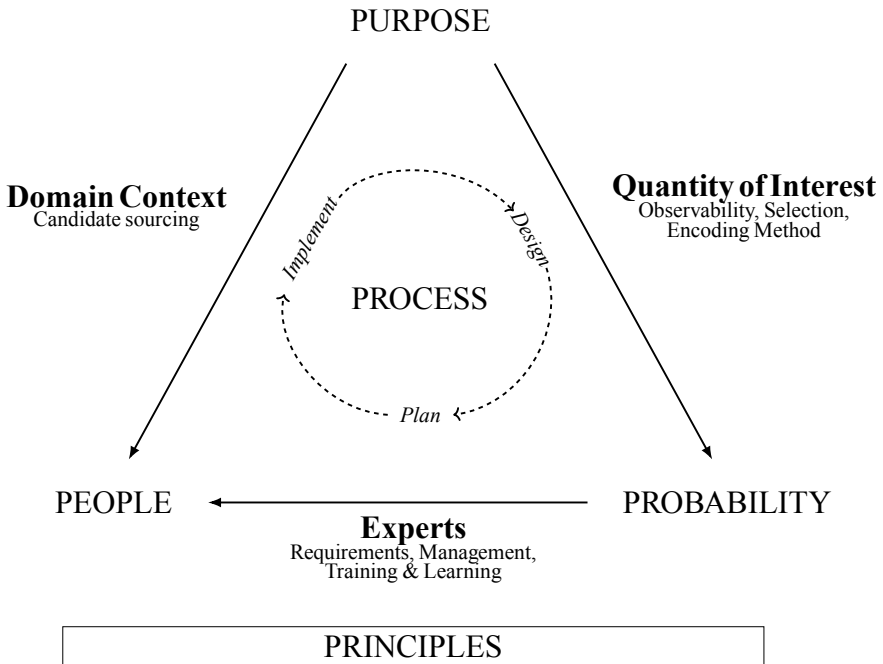 PURPOSE
Domain Context
Candidate sourcing
Quantity of Interest
Observability, Selection,
Encoding Method
Implement
Design
PROCESS
Plan
PEOPLE
PROBABILITY
Experts
Requirements, Management,
Training & Learning
PRINCIPLES